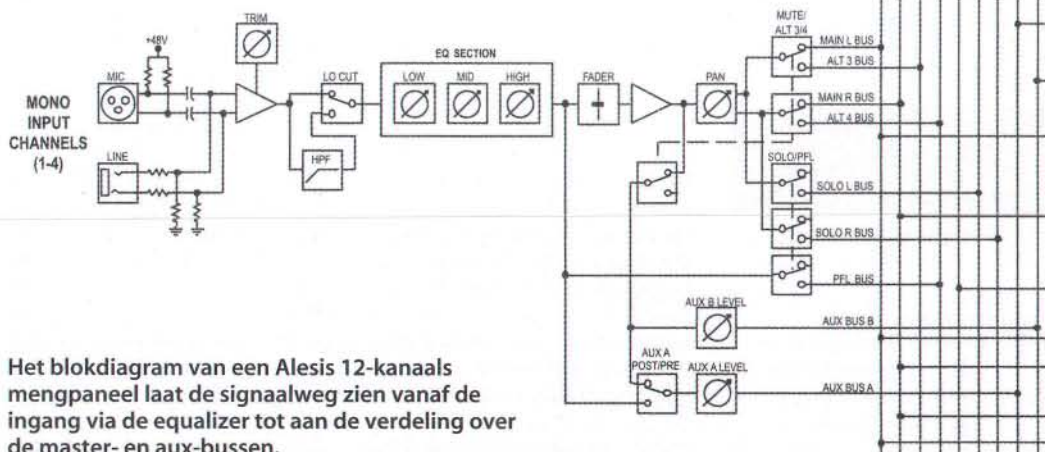 TRIM
MUTE/
ALT 3/4
+48V
MAIN L BUS
EQ SECTION
ALT 3 BUS
MIC
LO CUT
LOW
MID
HIGH
FADER
PAN
MONO
INPUT
CHANNELS
(1-4)
MAIN R BUS
ALT 4 BUS
LINE
HPF
SOLO/PFL
SOLO L BUS
SOLO R BUS
PFL BUS
AUX B LEVEL
AUX BUS B
AUX A
POST/PRE
AUX A LEVEL
AUX BUS A
Het blokdiagram van een Alesis 12-kanaals
mengpaneel laat de signaalweg zien vanaf de
ingang via de equalizer tot aan de verdeling over
de master- en aux-bussen.